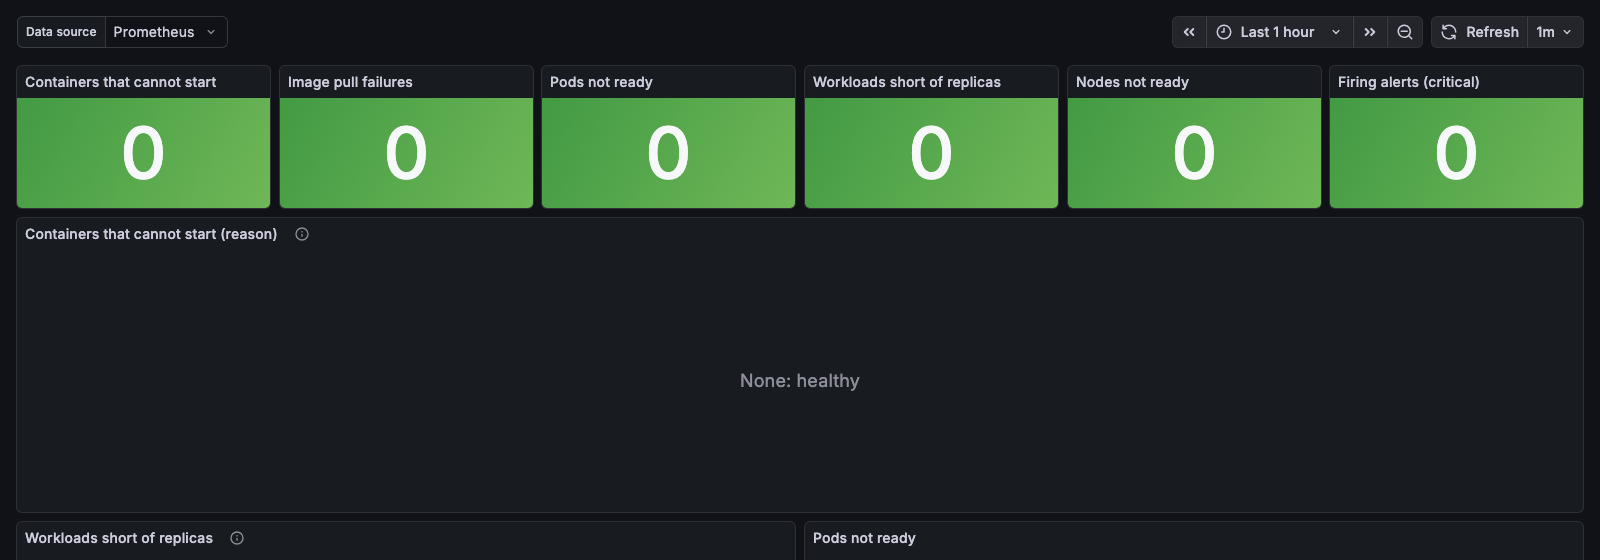 Data source Prometheus Last 1 hour Refresh 1m
Containers that cannot start Image pull failures Pods not ready Workloads short of replicas Nodes not ready Firing alerts (critical)
0 0 0 0 0 0
Containers that cannot start (reason)
None: healthy
Workloads short of replicas Pods not ready